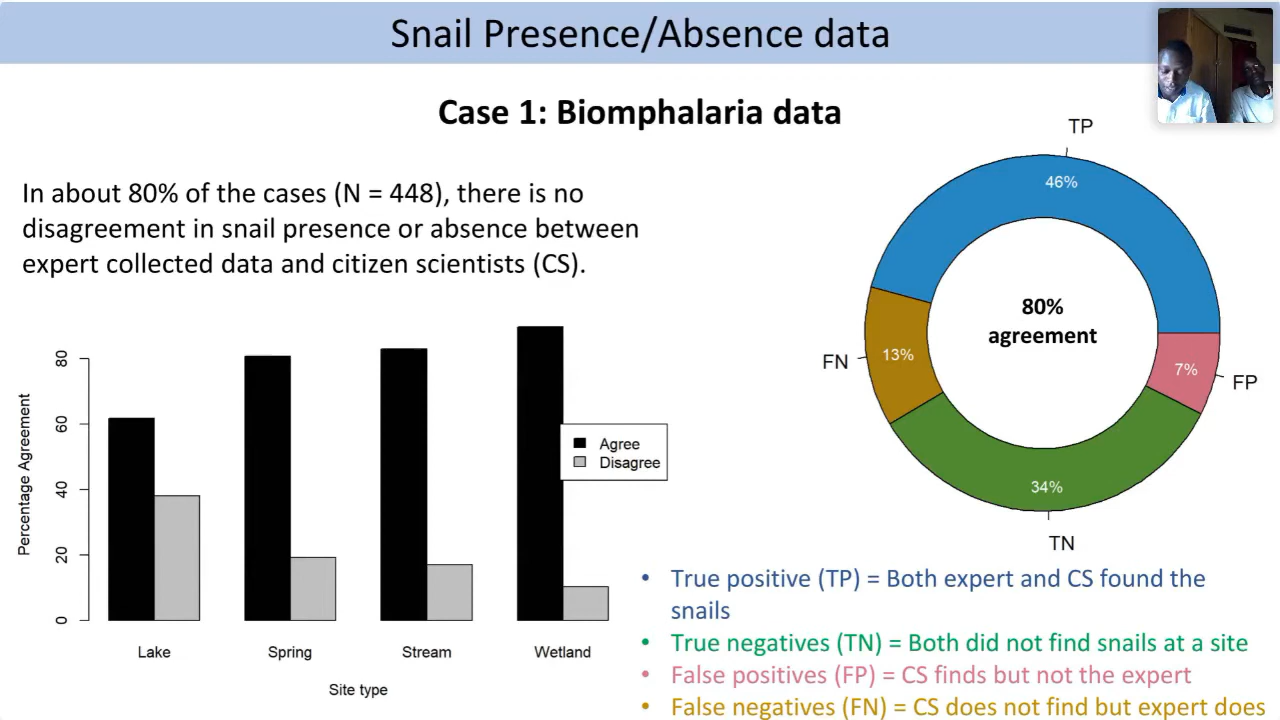 Snail Presence/Absence data
Case 1: Biomphalaria data
In about 80% of the cases (N = 448), there is no
disagreement in snail presence or absence between
expert collected data and citizen scientists (CS).
Percentage Agreement
80
60
40
20
0
Agree
Disagree
Lake
Spring
Stream
Wetland
Site type
TP
46%
80%
agreement
FN
13%
7%
FP
34%
TN
• True positive (TP) = Both expert and CS found the
snails
• True negatives (TN) = Both did not find snails at a site
• False positives (FP) = CS finds but not the expert
• False negatives (FN) = CS does not find but expert does